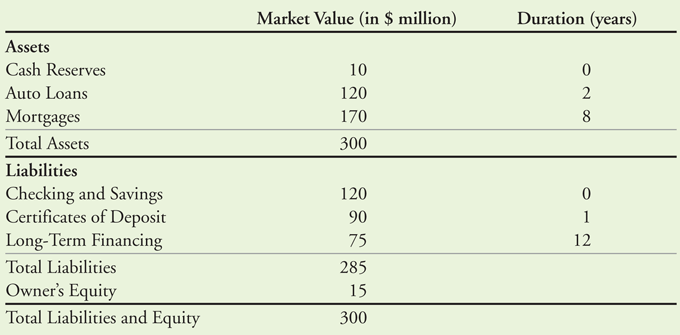 Market Value (in $ million) Duration (years)
Assets
Cash Reserves 10 0
Auto Loans 120 2
Mortgages 170 8
Total Assets 300
Liabilities
Checking and Savings 120 0
Certificates of Deposit 90 1
Long-Term Financing 75 12
Total Liabilities 285
Owner’s Equity 15
Total Liabilities and Equity 300